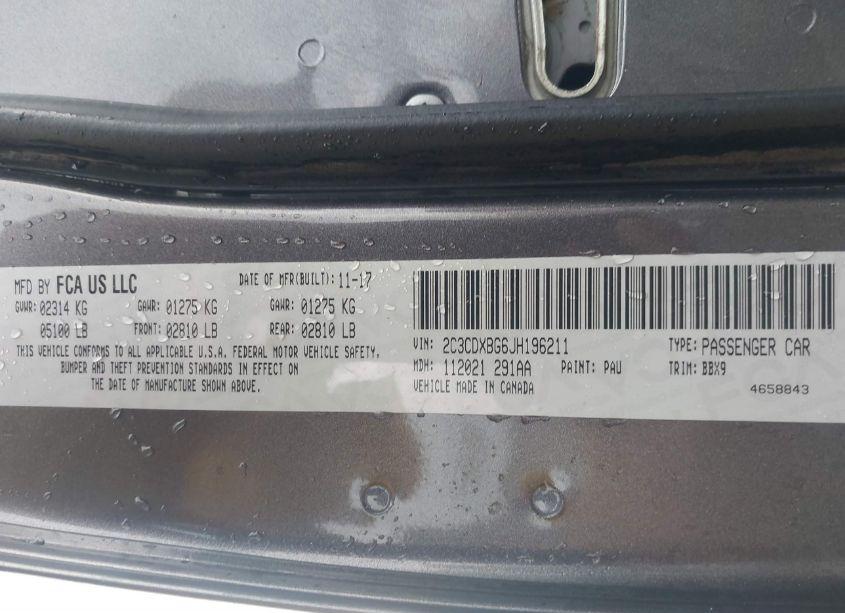 MFD BY FCA US LLC DATE OF MFR(BUILT): 11-17
GVWR: 02314 KG GAWR: 01275 KG GAWR: 01275 KG
05100 LB FRONT: 02810 LB REAR: 02810 LB
THIS VEHICLE CONFORMS TO ALL APPLICABLE U.S.A. FEDERAL MOTOR VEHICLE SAFETY,
BUMPER AND THEFT PREVENTION STANDARDS IN EFFECT ON
THE DATE OF MANUFACTURE SHOWN ABOVE.
VIN: 2C3CDXBG6JH196211 TYPE: PASSENGER CAR
MDH: 112021 291AA PAINT: PAU TRIM: BBX9
VEHICLE MADE IN CANADA 4658843